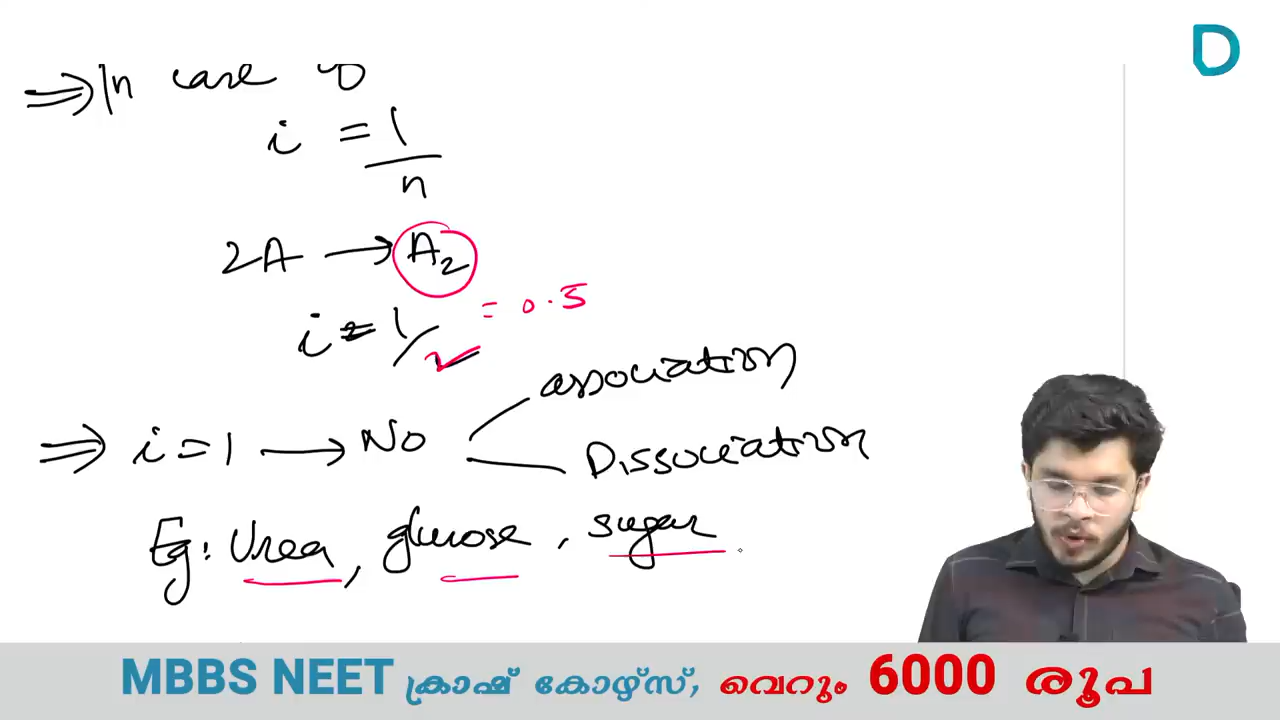 D
⇒ In case of
i = 1/n
2A → A₂
i = 1/2 = 0.5
association
⇒ i = 1 → No
Dissociation
Eg: Urea, glucose, sugar
MBBS NEET ക്രാഷ് കോഴ്സ്, വെറും 6000 രൂപ